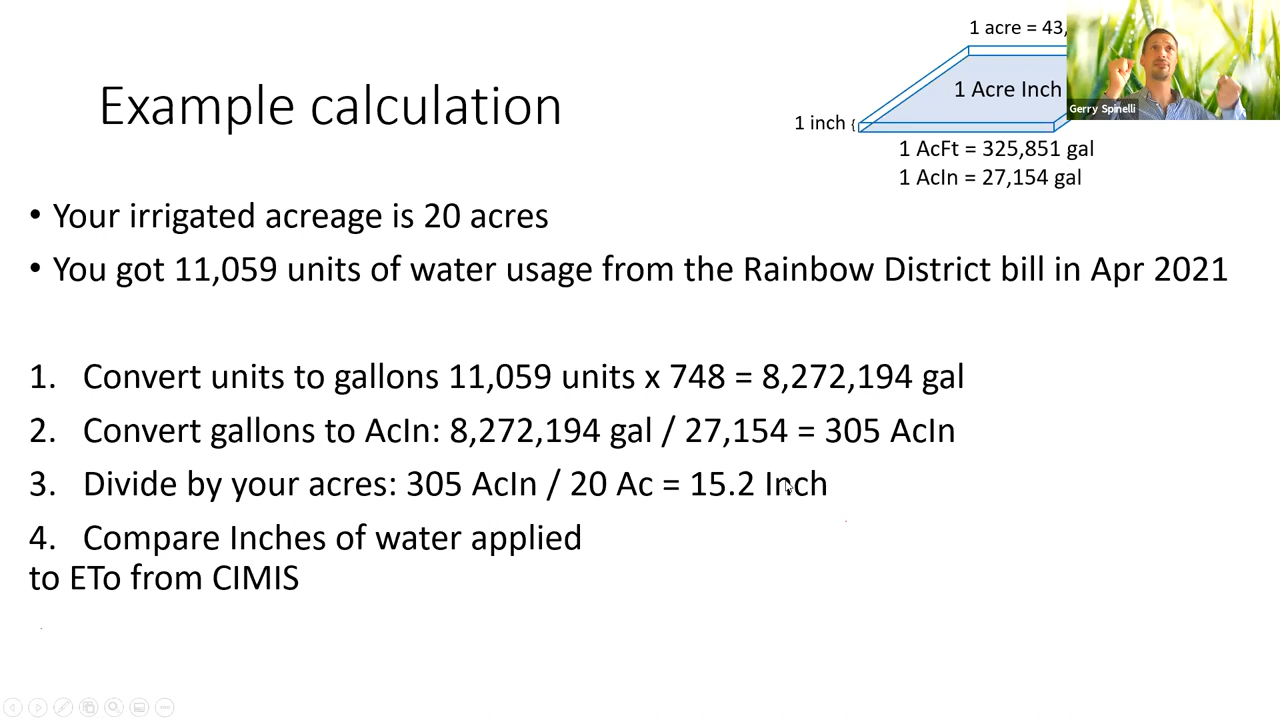 1 acre = 43,
Example calculation
1 Acre Inch
Gerry Spinelli
1 inch {
1 AcFt = 325,851 gal
1 AcIn = 27,154 gal
• Your irrigated acreage is 20 acres
• You got 11,059 units of water usage from the Rainbow District bill in Apr 2021
1. Convert units to gallons 11,059 units x 748 = 8,272,194 gal
2. Convert gallons to AcIn: 8,272,194 gal / 27,154 = 305 AcIn
3. Divide by your acres: 305 AcIn / 20 Ac = 15.2 Inch
4. Compare Inches of water applied
to ETo from CIMIS